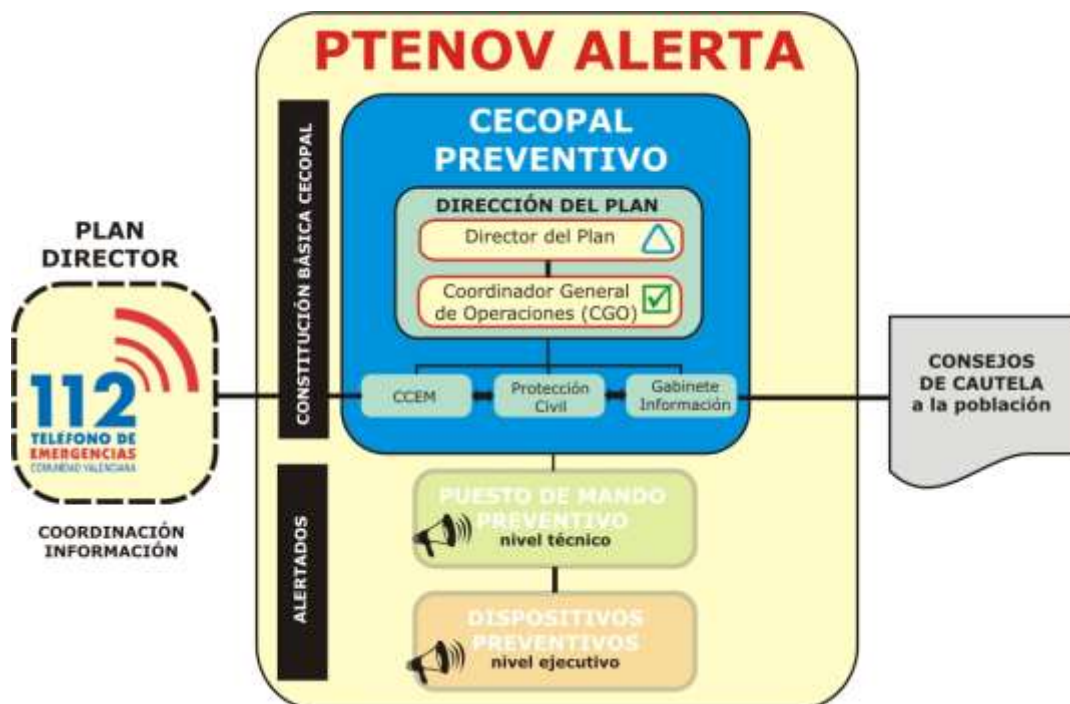 PTENOV ALERTA
CONSTITUCIÓN BÁSICA CECOPAL
CECOPAL
PREVENTIVO
DIRECCIÓN DEL PLAN
Director del Plan
Coordinador General
de Operaciones (CGO)
CCEM
Protección
Civil
Gabinete
Información
PLAN
DIRECTOR
112
TELÉFONO DE
EMERGENCIAS
COMUNIDAD VALENCIANA
COORDINACIÓN
INFORMACIÓN
CONSEJOS
DE CAUTELA
a la población
ALERTADOS
PUESTO DE MANDO
PREVENTIVO
nivel técnico
DISPOSITIVOS
PREVENTIVOS
nivel ejecutivo